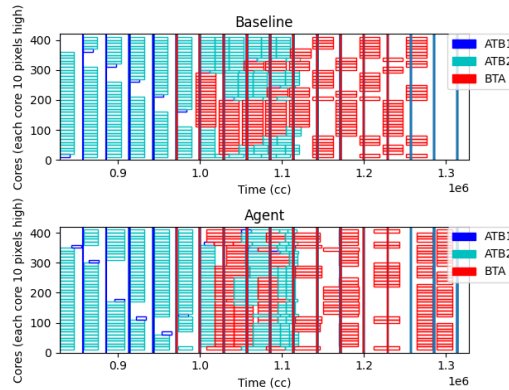 Baseline
Cores (each core 10 pixels high)
400
300
200
100
0
ATB1
ATB2
BTA
0.9
1.0
1.1
1.2
1.3
1e6
Time (cc)
Agent
Cores (each core 10 pixels high)
400
300
200
100
0
ATB1
ATB2
BTA
0.9
1.0
1.1
1.2
1.3
1e6
Time (cc)